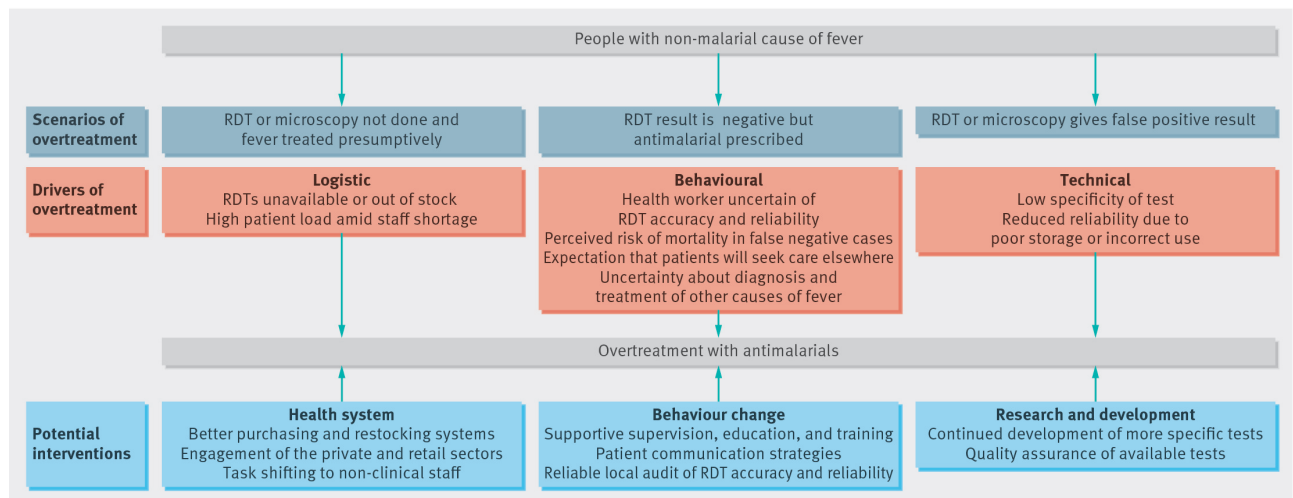 People with non-malarial cause of fever
Scenarios of
overtreatment
RDT or microscopy not done and
fever treated presumptively
RDT result is negative but
antimalarial prescribed
RDT or microscopy gives false positive result
Drivers of
overtreatment
Logistic
RDTs unavailable or out of stock
High patient load amid staff shortage
Behavioural
Health worker uncertain of
RDT accuracy and reliability
Perceived risk of mortality in false negative cases
Expectation that patients will seek care elsewhere
Uncertainty about diagnosis and
treatment of other causes of fever
Technical
Low specificity of test
Reduced reliability due to
poor storage or incorrect use
Overtreatment with antimalarials
Potential
interventions
Health system
Better purchasing and restocking systems
Engagement of the private and retail sectors
Task shifting to non-clinical staff
Behaviour change
Supportive supervision, education, and training
Patient communication strategies
Reliable local audit of RDT accuracy and reliability
Research and development
Continued development of more specific tests
Quality assurance of available tests